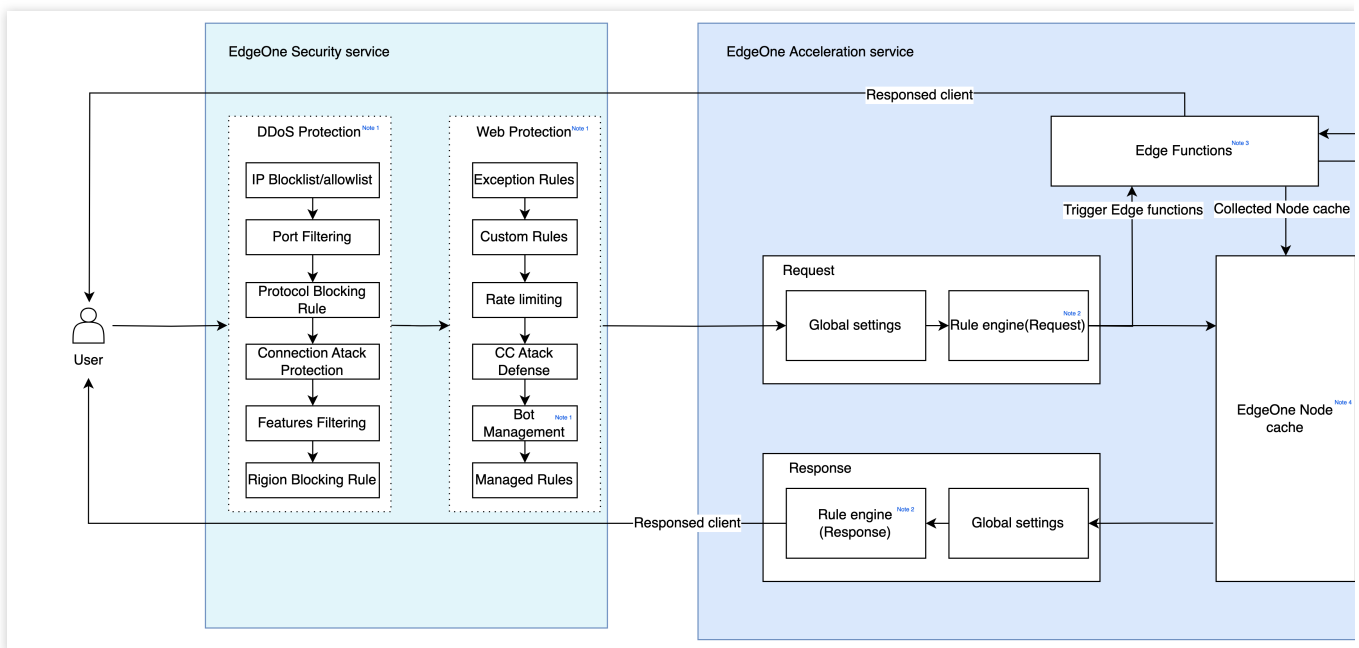 EdgeOne Security service
EdgeOne Acceleration service
Responsed client
DDoS Protection Note 1
IP Blocklist/allowlist
Port Filtering
Protocol Blocking
Rule
Connection Atack
Protection
Features Filtering
Rigion Blocking Rule
Web Protection Note 1
Exception Rules
Custom Rules
Rate limiting
CC Atack
Defense
Bot Note 1
Management
Managed Rules
User
Edge Functions Note 3
Trigger Edge functions
Collected Node cache
Request
Global settings
Note 2
Rule engine(Request)
EdgeOne Node Note 4
cache
Response
Rule engine Note 2
(Response)
Global settings
Responsed client